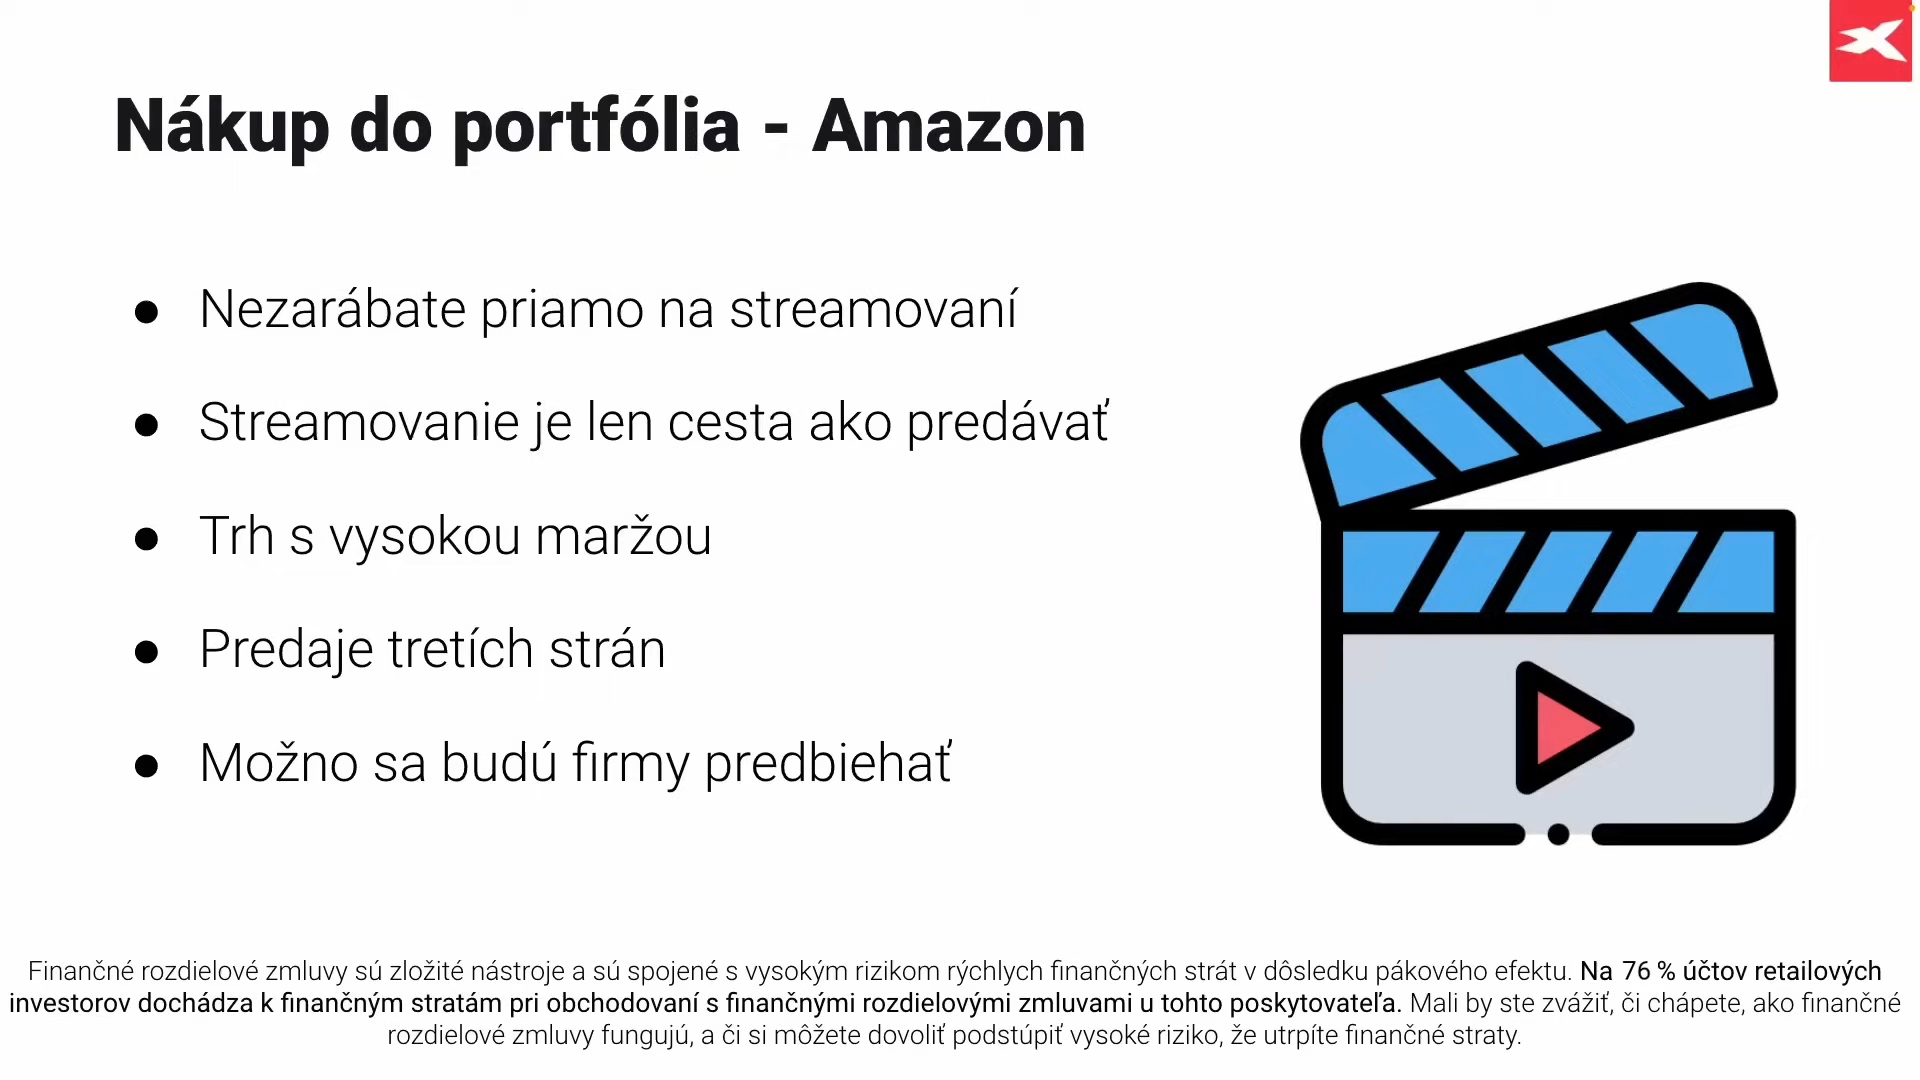 Nákup do portfólia - Amazon
● Nezarábate priamo na streamovaní
● Streamovanie je len cesta ako predávať
● Trh s vysokou maržou
● Predaje tretích strán
● Možno sa budú firmy predbiehať
Finančné rozdielové zmluvy sú zložité nástroje a sú spojené s vysokým rizikom rýchlych finančných strát v dôsledku pákového efektu. Na 76 % účtov retailových
investorov dochádza k finančným stratám pri obchodovaní s finančnými rozdielovými zmluvami u tohto poskytovateľa. Mali by ste zvážiť, či chápete, ako finančné
rozdielové zmluvy fungujú, a či si môžete dovoliť podstúpiť vysoké riziko, že utrpíte finančné straty.